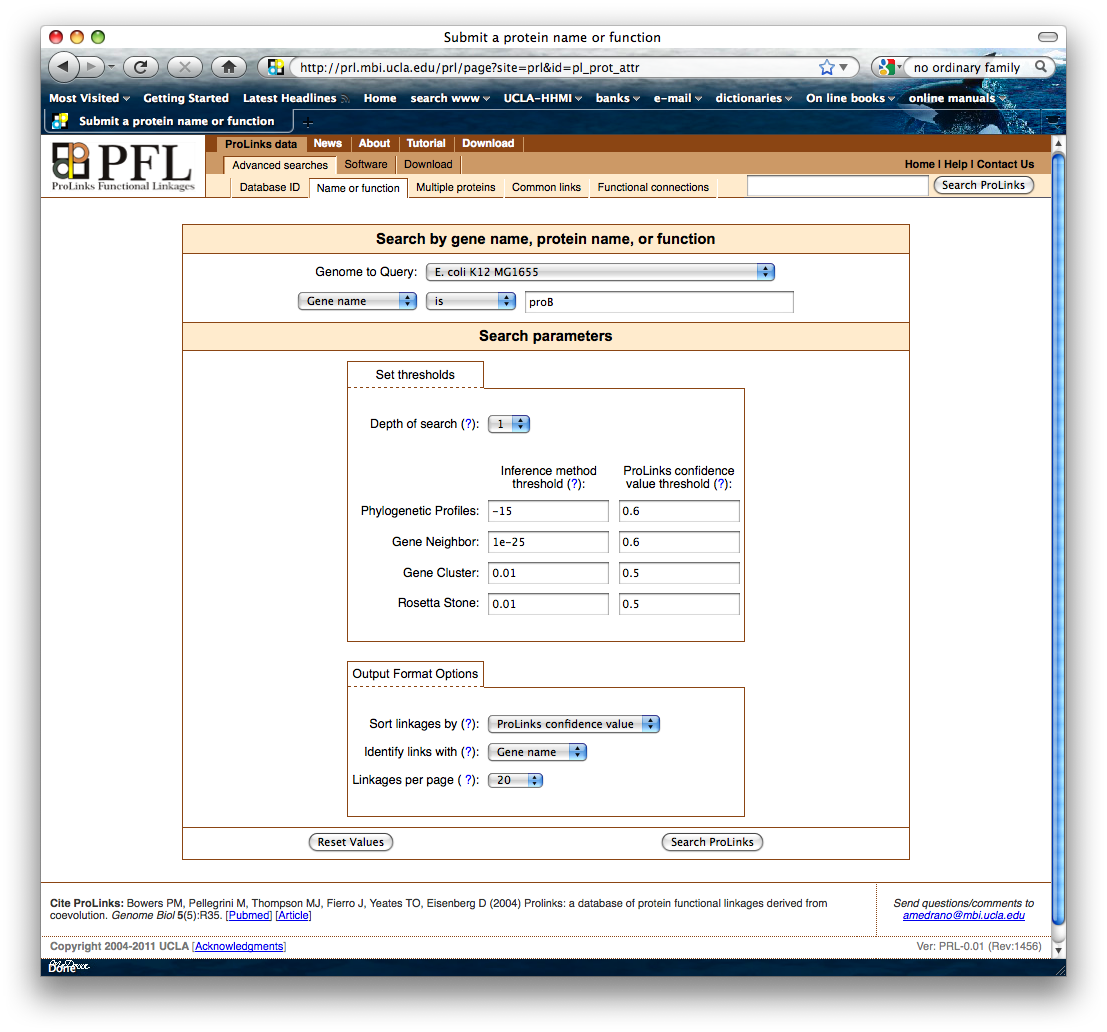 Submit a protein name or function
http://prl.mbi.ucla.edu/prl/page?site=prl&id=pl_prot_attr
no ordinary family
Most Visited Getting Started Latest Headlines Home search www UCLA-HHMI banks e-mail dictionaries On line books online manuals
Submit a protein name or function
PFL
ProLinks Functional Linkages
ProLinks data News About Tutorial Download
Advanced searches Software Download
Home | Help | Contact Us
Database ID Name or function Multiple proteins Common links Functional connections
Search ProLinks
Search by gene name, protein name, or function
Genome to Query: E. coli K12 MG1655
Gene name is proB
Search parameters
Set thresholds
Depth of search (?): 1
Inference method threshold (?):
ProLinks confidence value threshold (?):
Phylogenetic Profiles: -15 0.6
Gene Neighbor: 1e-25 0.6
Gene Cluster: 0.01 0.5
Rosetta Stone: 0.01 0.5
Output Format Options
Sort linkages by (?): ProLinks confidence value
Identify links with (?): Gene name
Linkages per page ( ?): 20
Reset Values Search ProLinks
Cite ProLinks: Bowers PM, Pellegrini M, Thompson MJ, Fierro J, Yeates TO, Eisenberg D (2004) Prolinks: a database of protein functional linkages derived from
coevolution. Genome Biol 5(5):R35. [Pubmed] [Article]
Send questions/comments to
amedrano@mbi.ucla.edu
Copyright 2004-2011 UCLA [Acknowledgments]
Ver: PRL-0.01 (Rev:1456)
Done